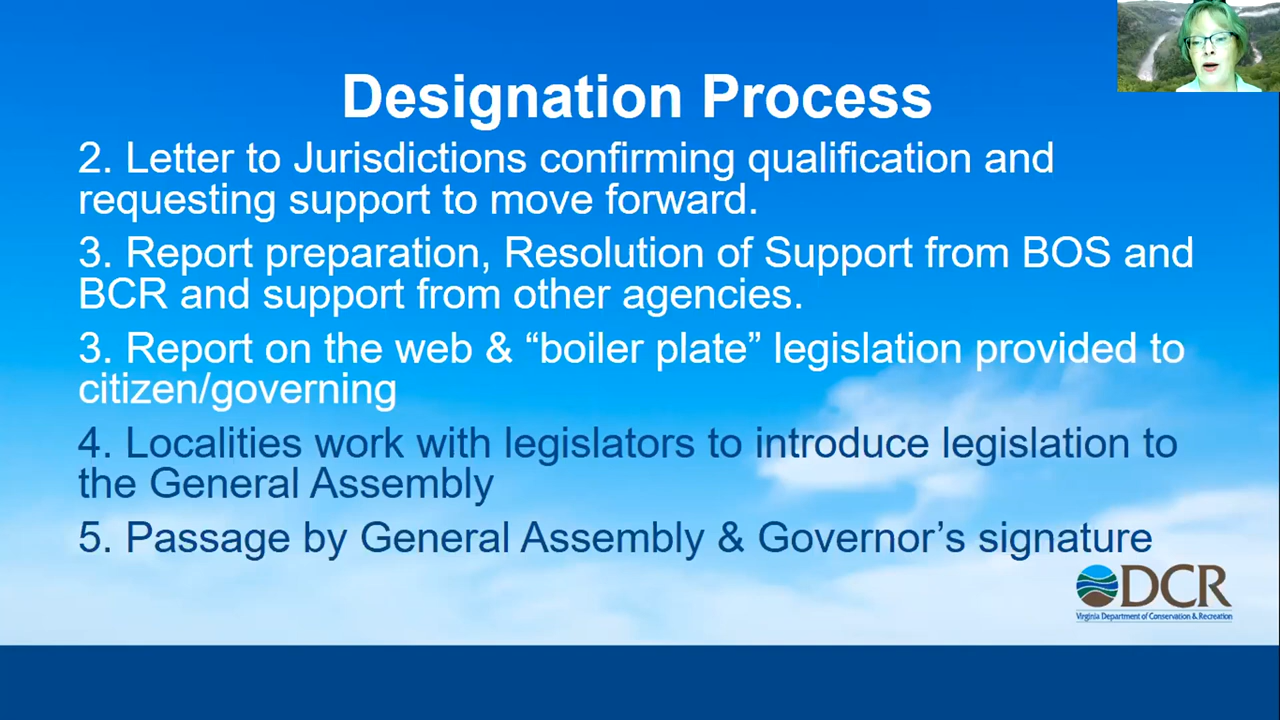 Designation Process
2. Letter to Jurisdictions confirming qualification and
requesting support to move forward.
3. Report preparation, Resolution of Support from BOS and
BCR and support from other agencies.
3. Report on the web & “boiler plate” legislation provided to
citizen/governing
4. Localities work with legislators to introduce legislation to
the General Assembly
5. Passage by General Assembly & Governor’s signature
DCR
Virginia Department of Conservation & Recreation